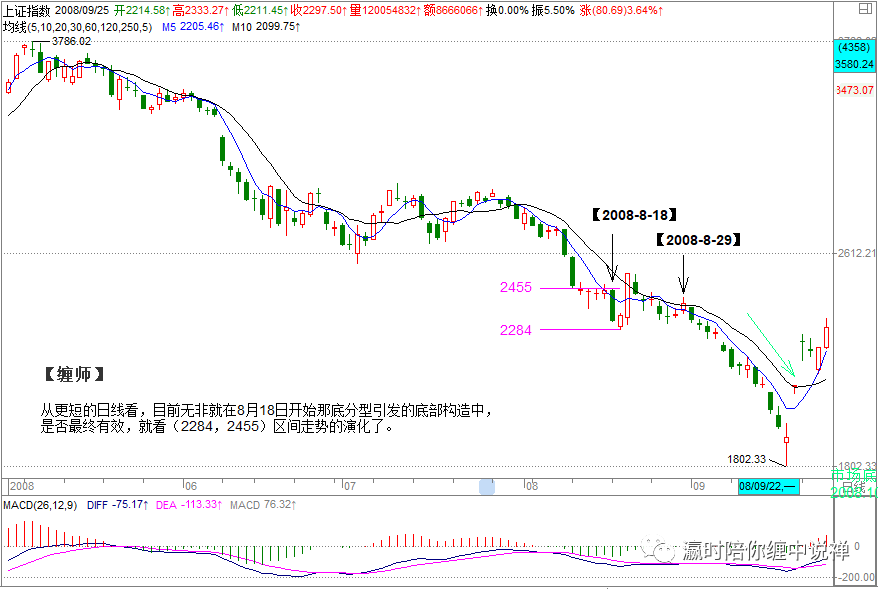 上证指数 2008/09/25 开2214.58↑高2333.27↑低2211.45↑收2297.50↑量120054832↑额8666066↑换0.00%振5.50% 涨(80.69)3.64%↑
均线(5,10,20,30,60,120,250,5) M5 2205.46↑ M10 2099.75↑
3786.02
(4358)
3580.24
3473.07
【2008-8-18】
【2008-8-29】
2612.21
2455
2284
【缠师】
从更短的日线看，目前无非就在8月18日开始那底分型引发的底部构造中，
是否最终有效，就看（2284，2455）区间走势的演化了。
1802.33
1802.33
市场底
2008 06 07 08 09 08/09/22,一 日线
MACD(26,12,9) DIFF -75.17↑ DEA -113.33↑ MACD 76.32↑
瀛时陪你缠中说禅
0
-200.00